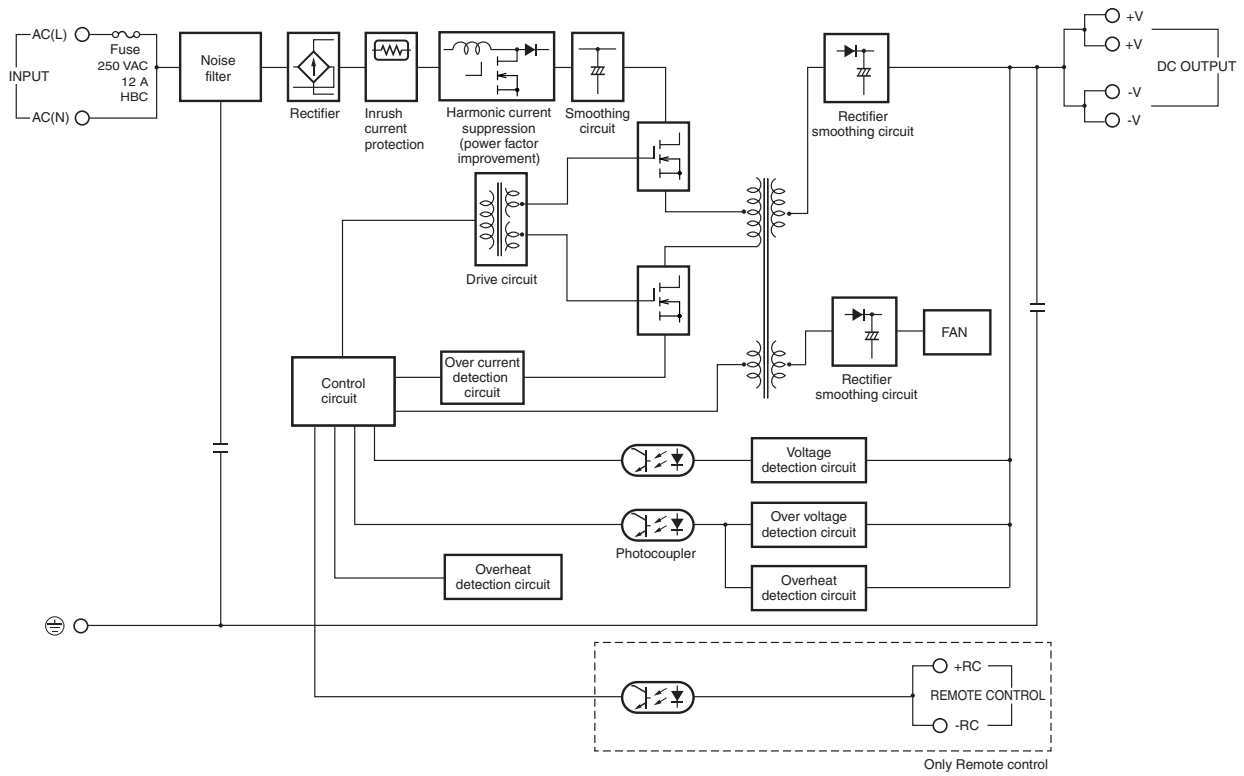 AC(L)
Fuse
250 VAC
12 A
HBC
INPUT
AC(N)
Noise
filter
Rectifier
Inrush
current
protection
Harmonic current
suppression
(power factor
improvement)
Smoothing
circuit
Rectifier
smoothing circuit
+V
+V
DC OUTPUT
-V
-V
Drive circuit
Control
circuit
Over current
detection
circuit
Rectifier
smoothing circuit
FAN
Voltage
detection circuit
Over voltage
detection circuit
Photocoupler
Overheat
detection circuit
Overheat
detection circuit
+RC
REMOTE CONTROL
-RC
Only Remote control